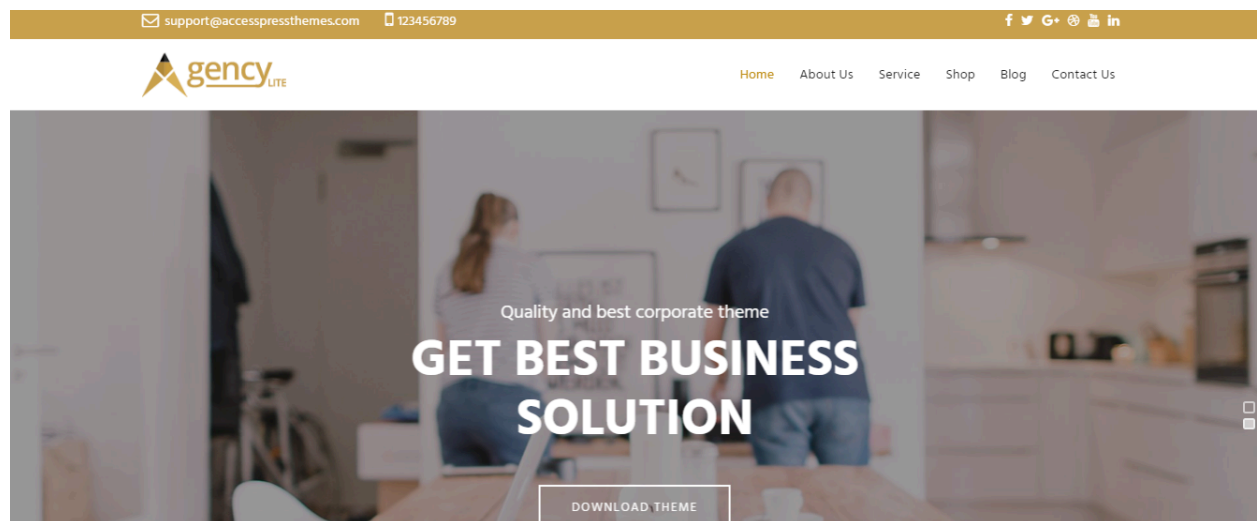 support@accesspressthemes.com 123456789
Agency LITE
Home About Us Service Shop Blog Contact Us
Quality and best corporate theme
GET BEST BUSINESS
SOLUTION
DOWNLOAD THEME